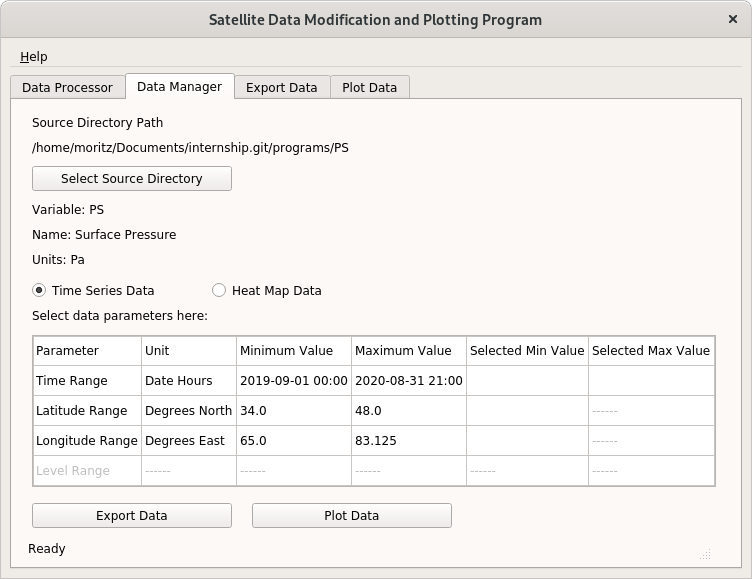 Satellite Data Modification and Plotting Program ×
Help
Data Processor Data Manager Export Data Plot Data
Source Directory Path
/home/moritz/Documents/internship.git/programs/PS
Select Source Directory
Variable: PS
Name: Surface Pressure
Units: Pa
Time Series Data Heat Map Data
Select data parameters here:
Parameter Unit Minimum Value Maximum Value Selected Min Value Selected Max Value
Time Range Date Hours 2019-09-01 00:00 2020-08-31 21:00
Latitude Range Degrees North 34.0 48.0 ------
Longitude Range Degrees East 65.0 83.125 ------
Level Range ------ ------ ------ ------ ------
Export Data Plot Data
Ready